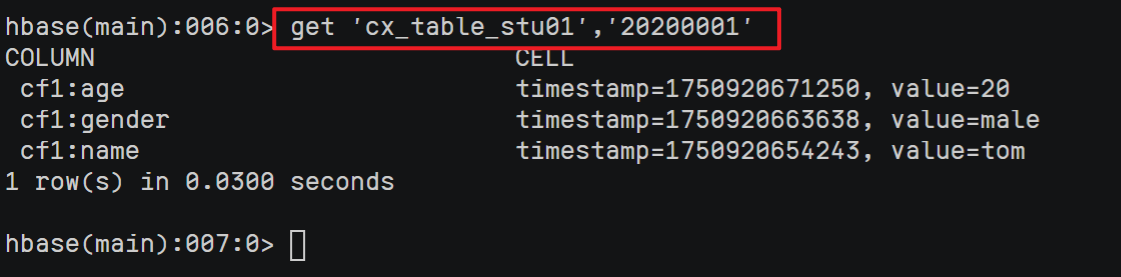 hbase(main):006:0> get 'cx_table_stu01','20200001'
COLUMN CELL
cf1:age timestamp=1750920671250, value=20
cf1:gender timestamp=1750920663638, value=male
cf1:name timestamp=1750920654243, value=tom
1 row(s) in 0.0300 seconds
hbase(main):007:0>